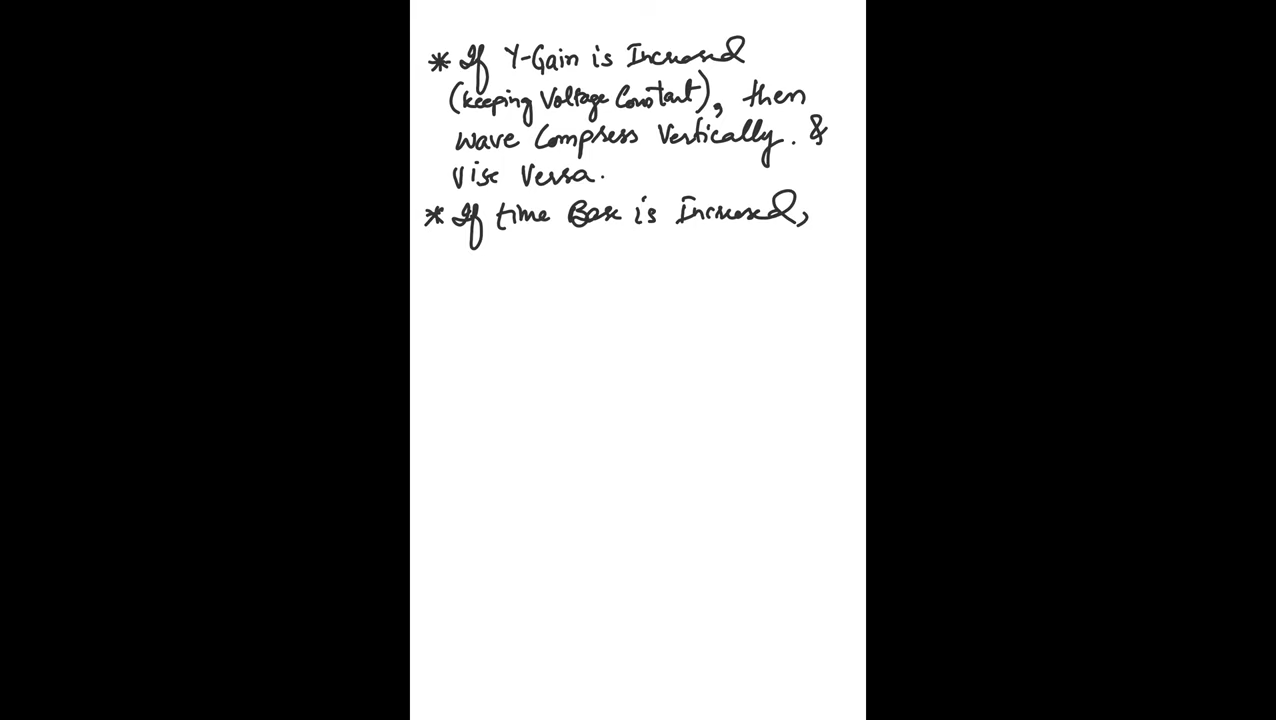 * If Y-Gain is Increased
(keeping Voltage Constant), then
wave Compress Vertically. &
Vise Versa.
* If time Base is Increased,